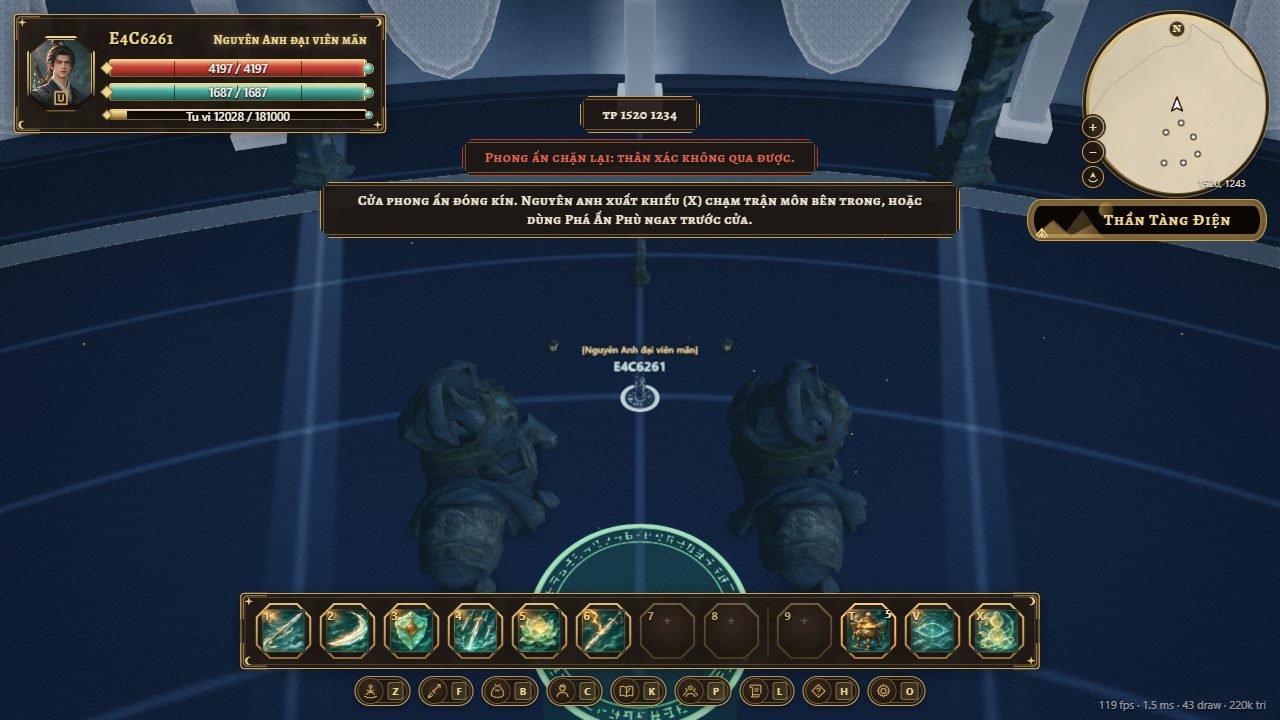 E4C6261
Nguyên Anh đại viên mãn
4197 / 4197
1687 / 1687
Tu vi 12028 / 181000
U
TP 1520 1234
Phong ấn chặn lại: thân xác không qua được.
Cửa phong ấn đóng kín. Nguyên anh xuất khiếu (X) chạm trận môn bên trong, hoặc
dùng Phá Ấn Phù ngay trước cửa.
N
+
−
1520, 1243
Thần Tàng Điện
[Nguyên Anh đại viên mãn]
E4C6261
1 2 3 4 5 6 7 8 9 T 5 V X
Z F B C K P L H O
119 fps · 1.5 ms · 43 draw · 220k tri